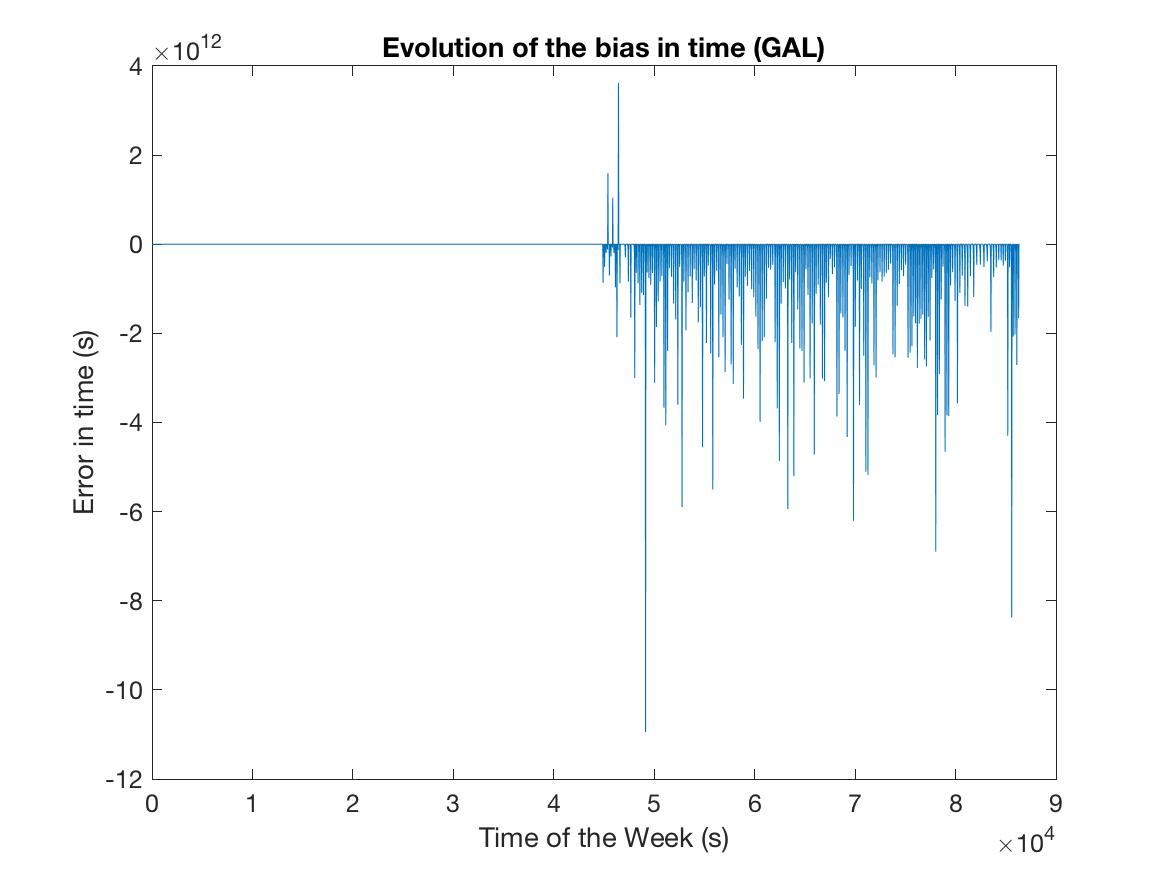 Evolution of the bias in time (GAL)
×10^12
4
2
0
-2
-4
-6
-8
-10
-12
Error in time (s)
0 1 2 3 4 5 6 7 8 9
Time of the Week (s)
×10^4